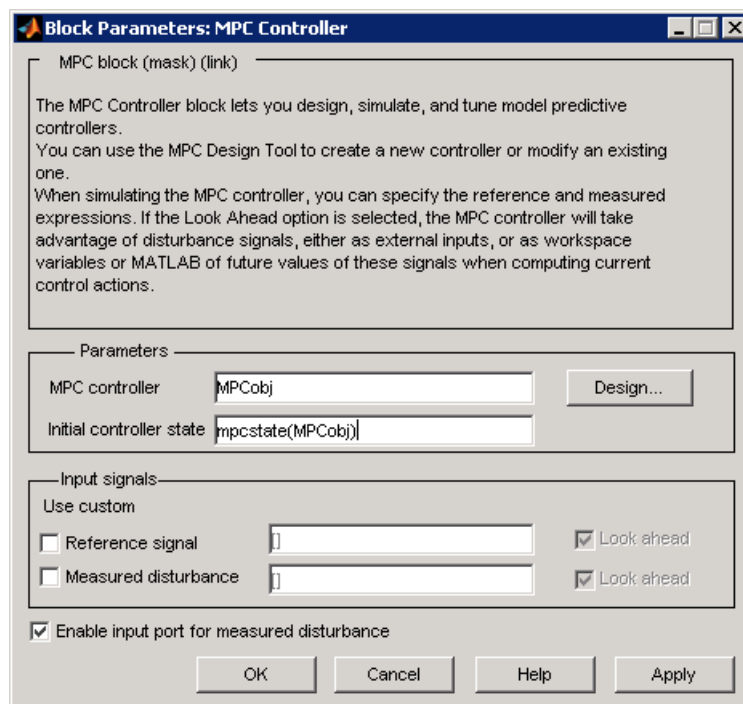 Block Parameters: MPC Controller
MPC block (mask) (link)
The MPC Controller block lets you design, simulate, and tune model predictive
controllers.
You can use the MPC Design Tool to create a new controller or modify an existing
one.
When simulating the MPC controller, you can specify the reference and measured
expressions. If the Look Ahead option is selected, the MPC controller will take
advantage of disturbance signals, either as external inputs, or as workspace
variables or MATLAB of future values of these signals when computing current
control actions.
Parameters
MPC controller MPCobj Design...
Initial controller state mpcstate(MPCobj)
Input signals
Use custom
Reference signal [] Look ahead
Measured disturbance [] Look ahead
Enable input port for measured disturbance
OK Cancel Help Apply